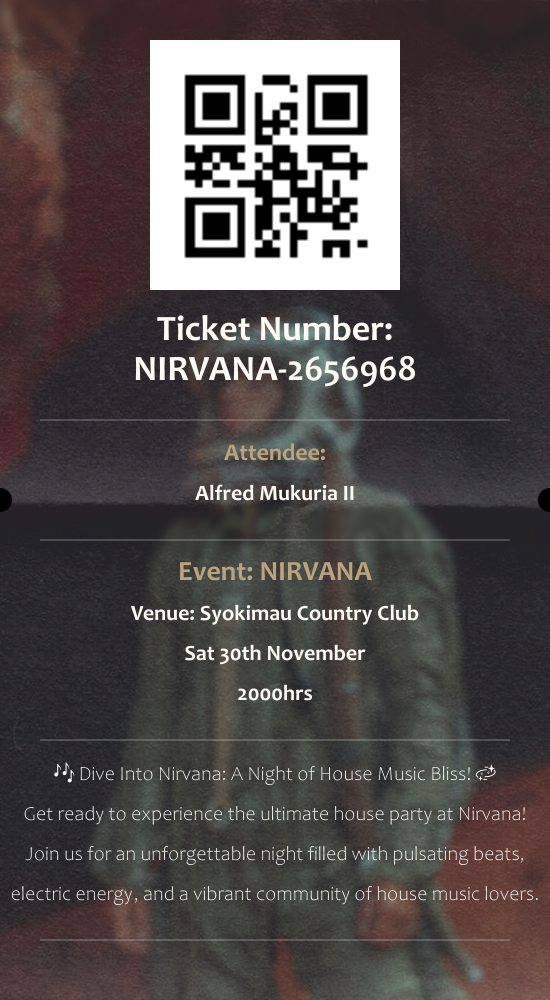 Ticket Number:
NIRVANA-2656968
Attendee:
Alfred Mukuria II
Event: NIRVANA
Venue: Syokimau Country Club
Sat 30th November
2000hrs
🎶 Dive Into Nirvana: A Night of House Music Bliss! 💫
Get ready to experience the ultimate house party at Nirvana!
Join us for an unforgettable night filled with pulsating beats,
electric energy, and a vibrant community of house music lovers.